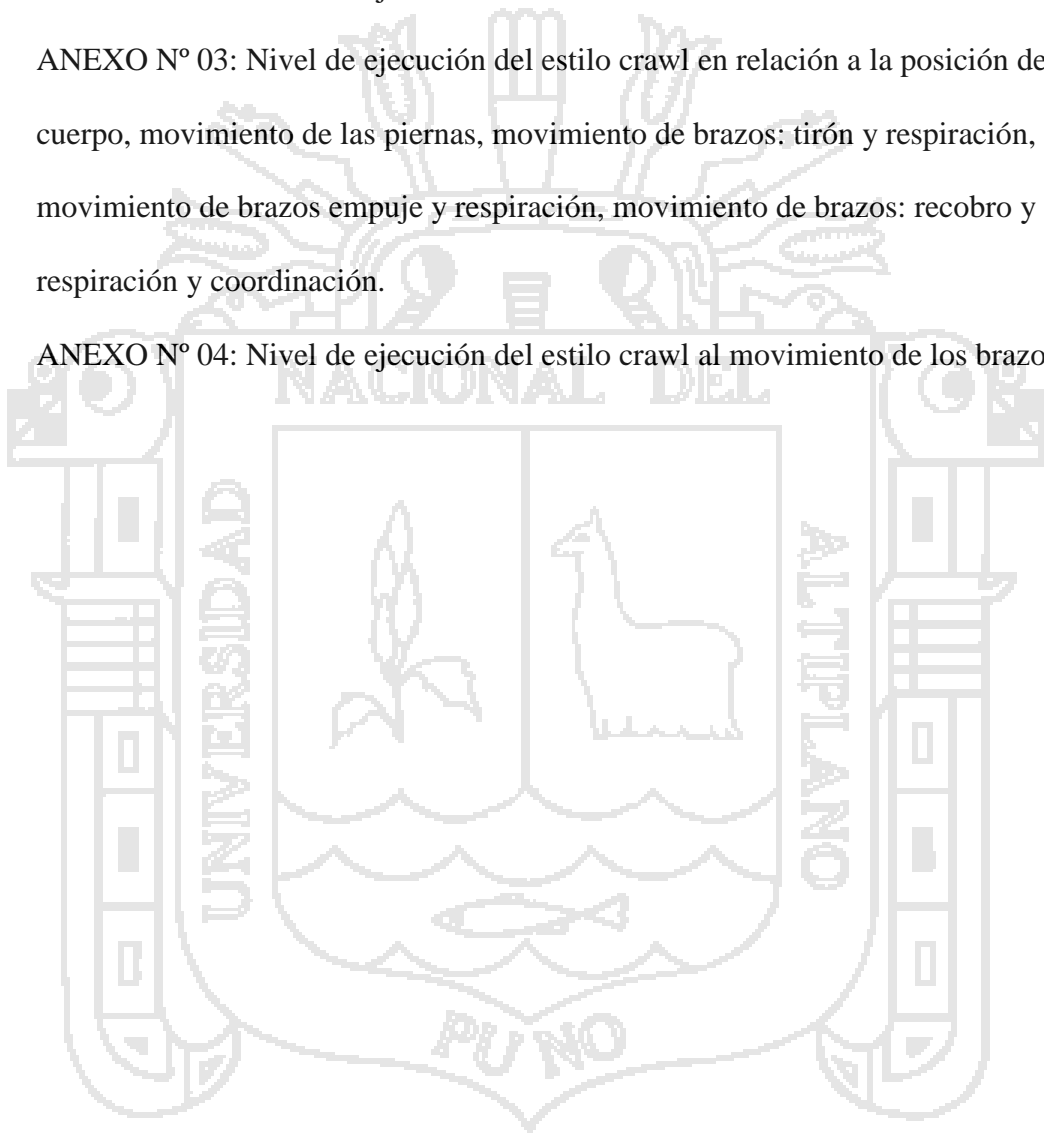 ANEXO Nº 03: Nivel de ejecución del estilo crawl en relación a la posición de
cuerpo, movimiento de las piernas, movimiento de brazos: tirón y respiración,
movimiento de brazos empuje y respiración, movimiento de brazos: recobro y
respiración y coordinación.
ANEXO Nº 04: Nivel de ejecución del estilo crawl al movimiento de los brazo
NACIONAL DEL
UNIVERSIDAD
ALTIPLANO
PUNO